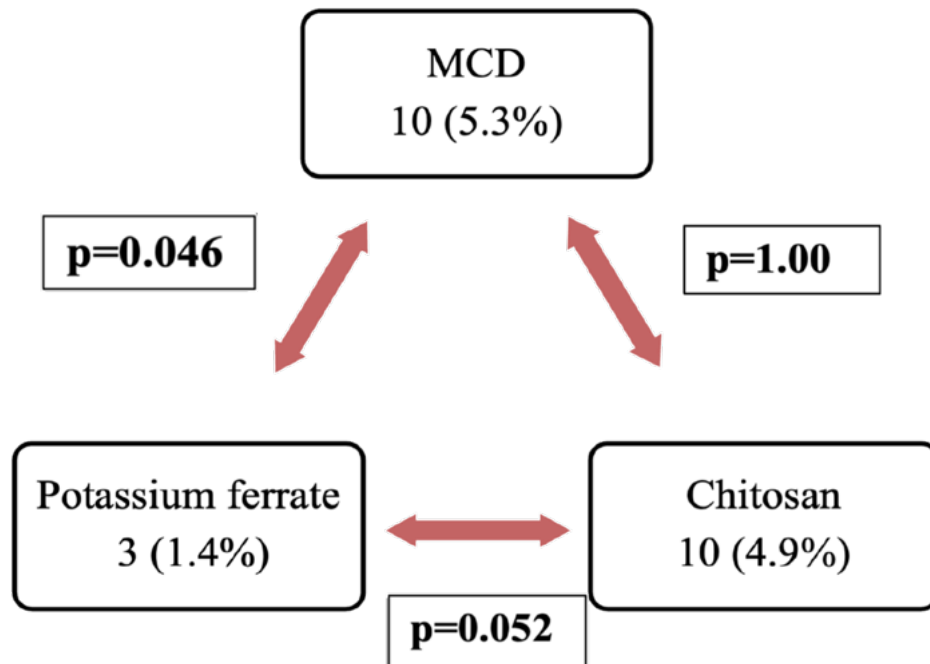 MCD
10 (5.3%)
p=0.046
p=1.00
Potassium ferrate
3 (1.4%)
Chitosan
10 (4.9%)
p=0.052